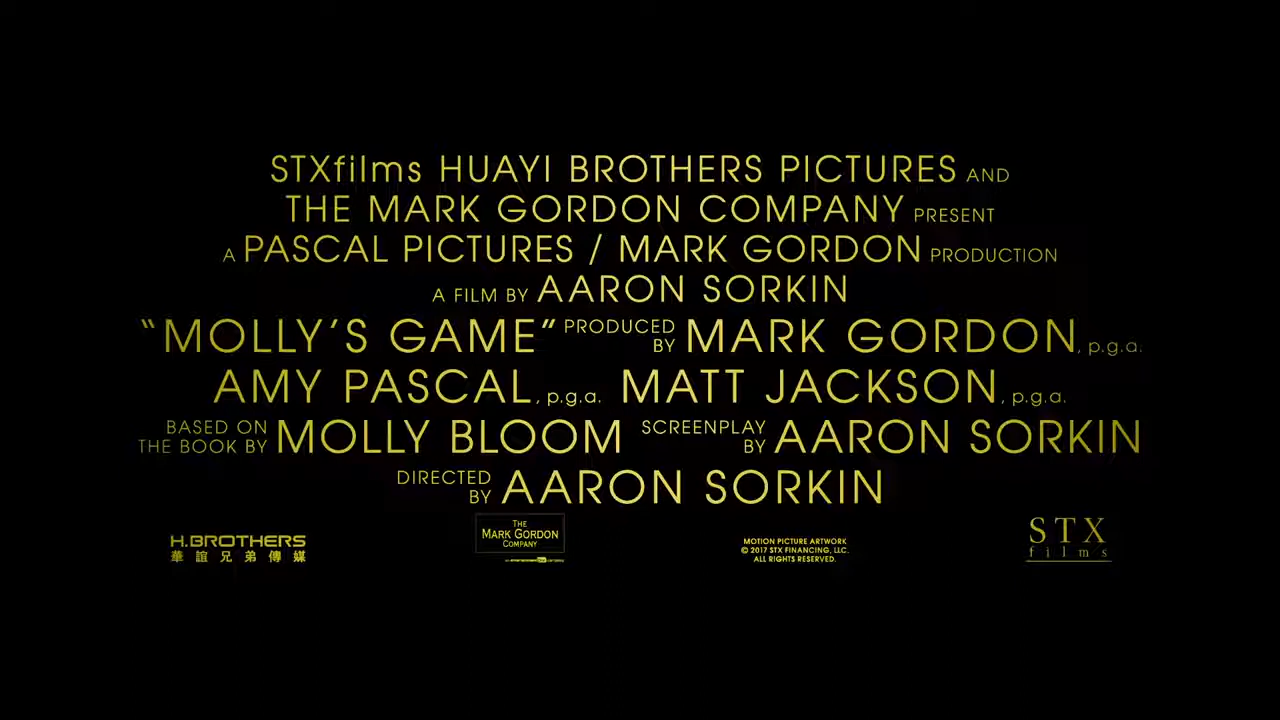 STXfilms HUAYI BROTHERS PICTURES AND
THE MARK GORDON COMPANY PRESENT
A PASCAL PICTURES / MARK GORDON PRODUCTION
A FILM BY AARON SORKIN
“MOLLY’S GAME” PRODUCED BY MARK GORDON, p.g.a.
AMY PASCAL, p.g.a. MATT JACKSON, p.g.a.
BASED ON THE BOOK BY MOLLY BLOOM SCREENPLAY BY AARON SORKIN
DIRECTED BY AARON SORKIN
H.BROTHERS
華誼兄弟傳媒
THE
MARK GORDON
COMPANY
MOTION PICTURE ARTWORK
© 2017 STX FINANCING, LLC.
ALL RIGHTS RESERVED.
STX
films